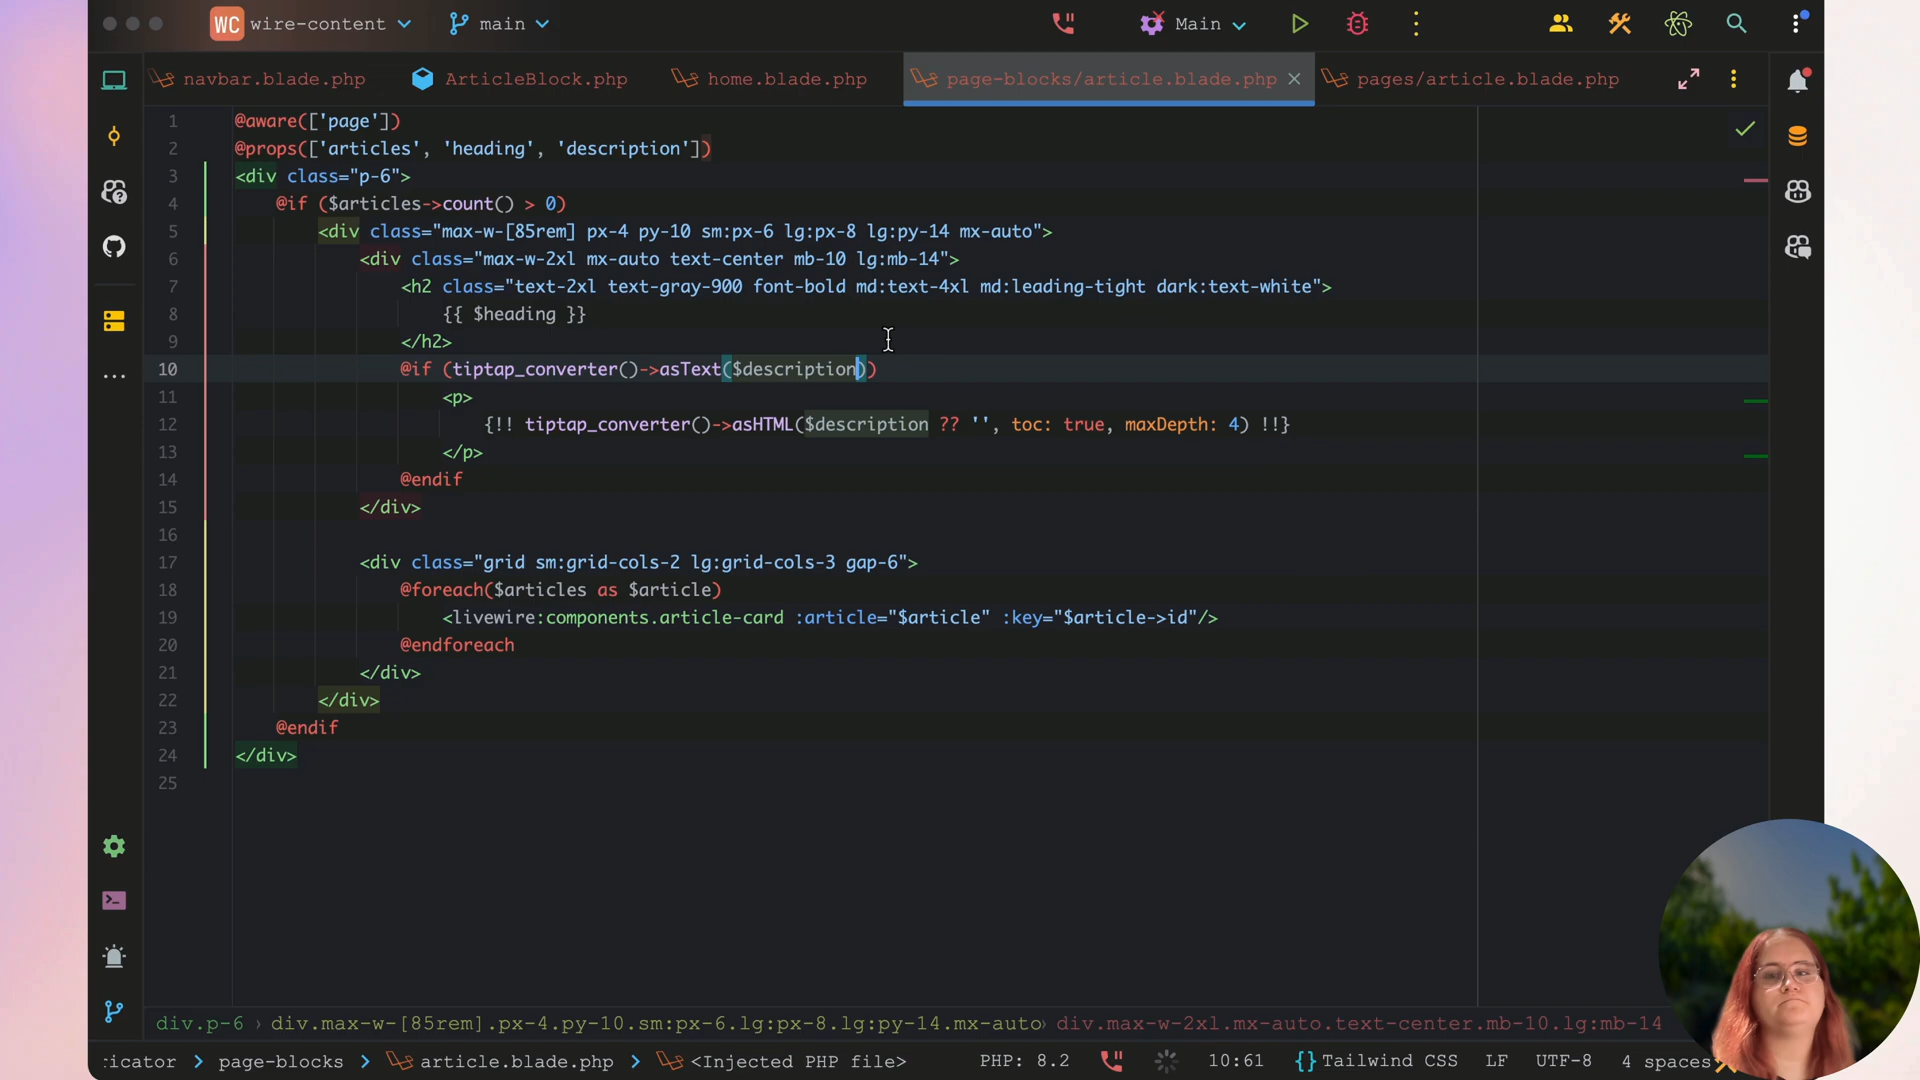 WC wire-content main Main
navbar.blade.php ArticleBlock.php home.blade.php page-blocks/article.blade.php pages/article.blade.php
1 @aware(['page'])
2 @props(['articles', 'heading', 'description'])
3 <div class="p-6">
4 @if ($articles->count() > 0)
5 <div class="max-w-[85rem] px-4 py-10 sm:px-6 lg:px-8 lg:py-14 mx-auto">
6 <div class="max-w-2xl mx-auto text-center mb-10 lg:mb-14">
7 <h2 class="text-2xl text-gray-900 font-bold md:text-4xl md:leading-tight dark:text-white">
8 {{ $heading }}
9 </h2>
10 @if (tiptap_converter()->asText($description))
11 <p>
12 {!! tiptap_converter()->asHTML($description ?? '', toc: true, maxDepth: 4) !!}
13 </p>
14 @endif
15 </div>
16
17 <div class="grid sm:grid-cols-2 lg:grid-cols-3 gap-6">
18 @foreach($articles as $article)
19 <livewire:components.article-card :article="$article" :key="$article->id"/>
20 @endforeach
21 </div>
22 </div>
23 @endif
24 </div>
25
div.p-6 › div.max-w-[85rem].px-4.py-10.sm:px-6.lg:px-8.lg:py-14.mx-auto › div.max-w-2xl.mx-auto.text-center.mb-10.lg:mb-14
ricator > page-blocks > article.blade.php > <Injected PHP file> PHP: 8.2 10:61 {} Tailwind CSS LF UTF-8 4 spaces